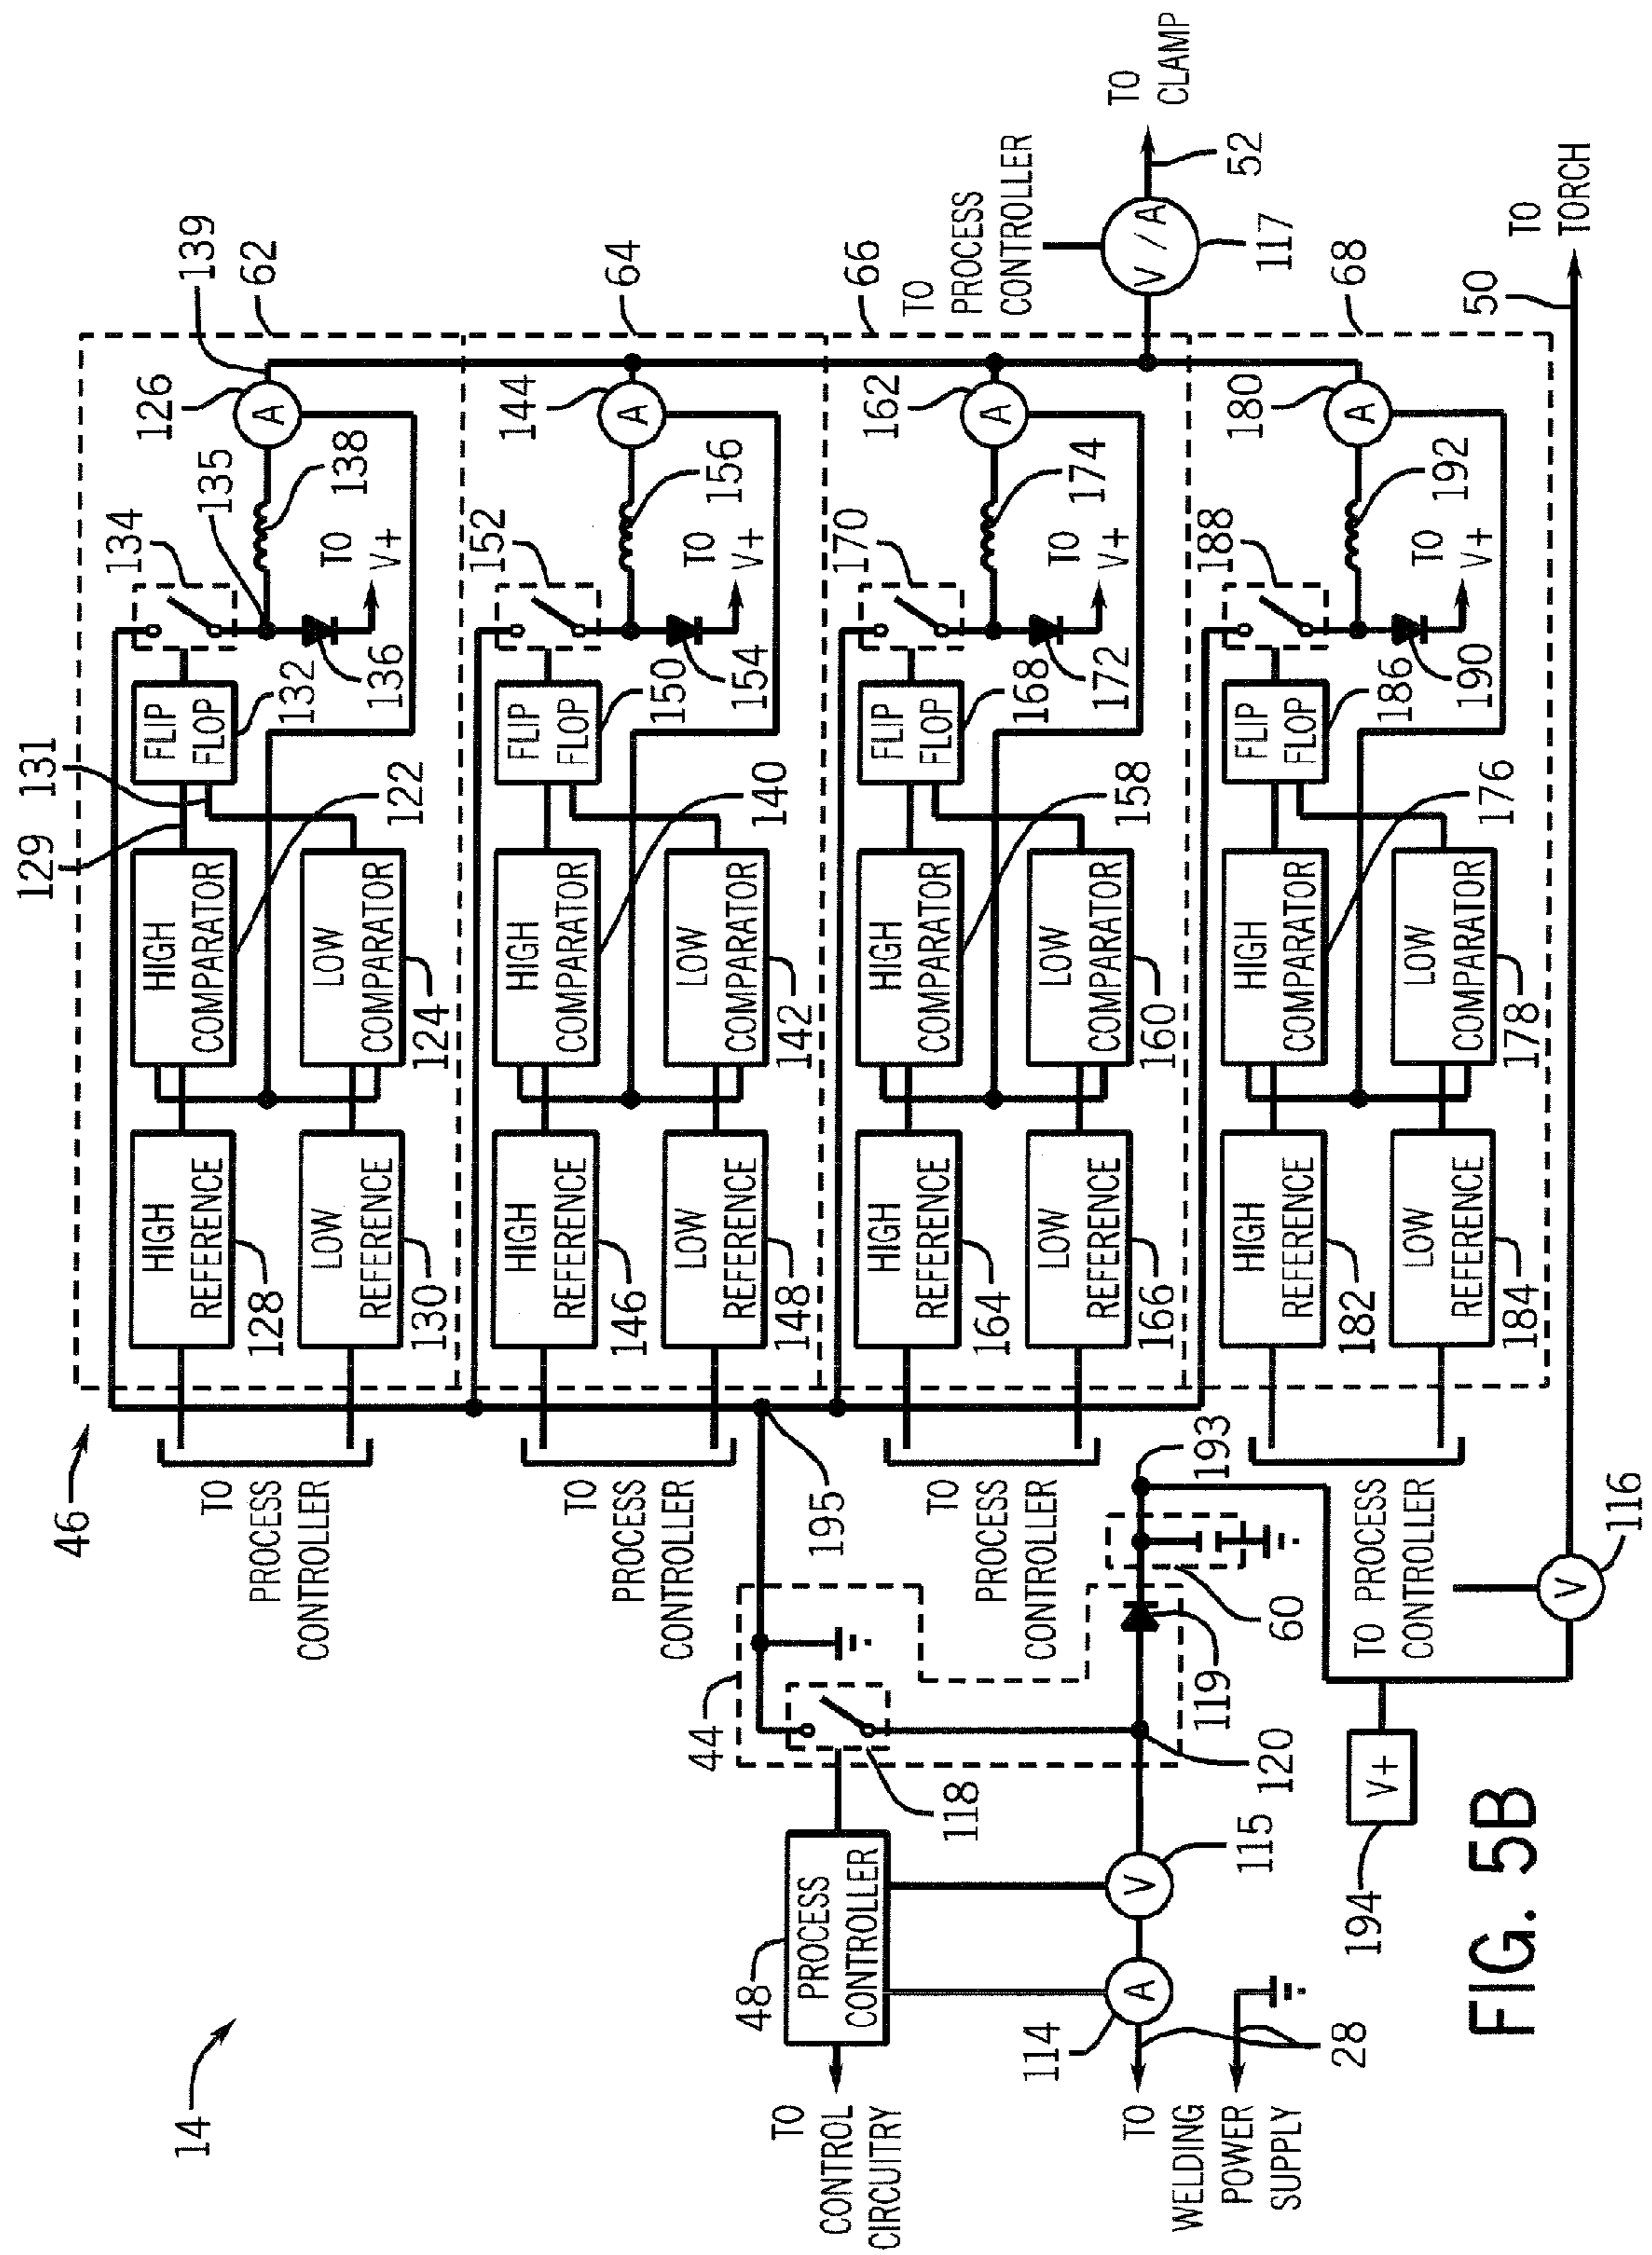 14
46
129
131
134
135
126
139
62
HIGH
REFERENCE
128
HIGH
COMPARATOR
122
FLIP
FLOP
132
136
138
A
TO
V+
LOW
REFERENCE
130
LOW
COMPARATOR
124
TO
PROCESS
CONTROLLER
152
144
64
HIGH
REFERENCE
146
HIGH
COMPARATOR
140
FLIP
FLOP
150
154
156
A
TO
V+
LOW
REFERENCE
148
LOW
COMPARATOR
142
TO
PROCESS
CONTROLLER
195
170
162
66
HIGH
REFERENCE
164
HIGH
COMPARATOR
158
FLIP
FLOP
168
172
174
A
TO
V+
LOW
REFERENCE
166
LOW
COMPARATOR
160
TO
PROCESS
CONTROLLER
TO
PROCESS
CONTROLLER
V / A
117
TO
CLAMP
52
188
180
68
HIGH
REFERENCE
182
HIGH
COMPARATOR
176
FLIP
FLOP
186
190
192
A
TO
V+
LOW
REFERENCE
184
LOW
COMPARATOR
178
TO PROCESS
CONTROLLER
193
V
116
50
TO
TORCH
TO
CONTROL
CIRCUITRY
48
PROCESS
CONTROLLER
44
118
119
60
120
TO
WELDING
POWER
SUPPLY
114
A
28
V
115
194
V+
FIG. 5B